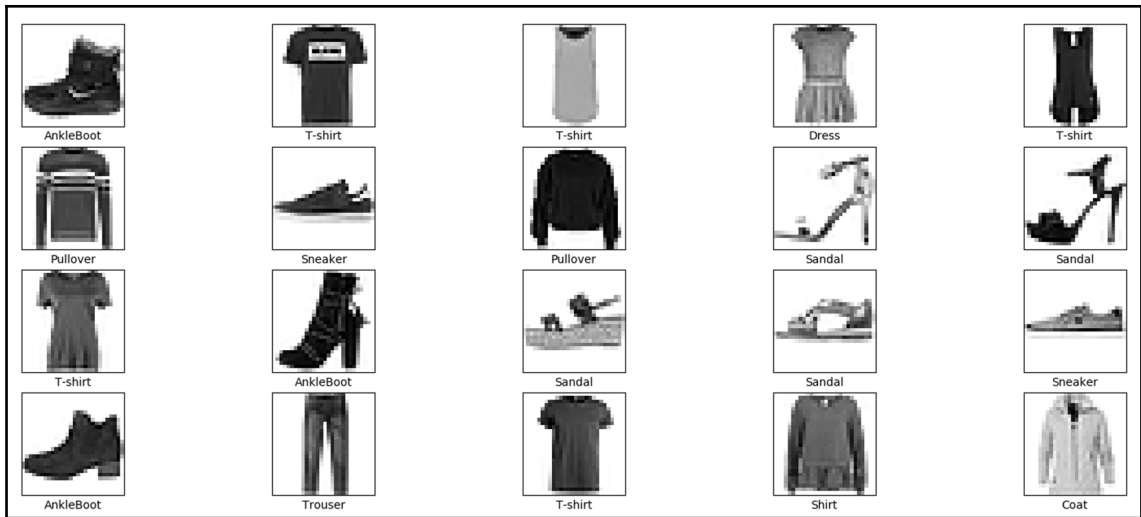 AnkleBoot
T-shirt
T-shirt
Dress
T-shirt
Pullover
Sneaker
Pullover
Sandal
Sandal
T-shirt
AnkleBoot
Sandal
Sandal
Sneaker
AnkleBoot
Trouser
T-shirt
Shirt
Coat